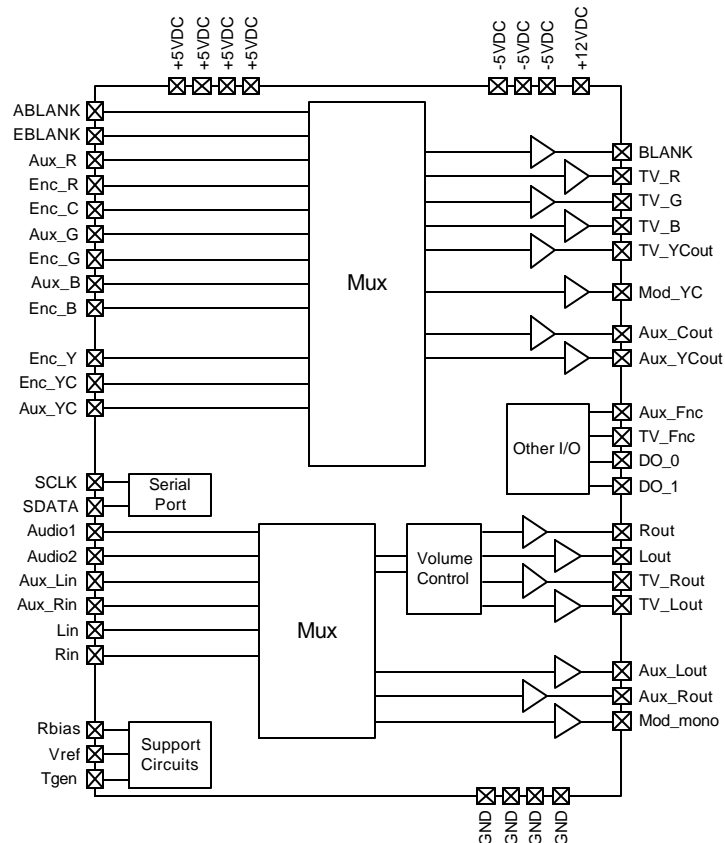 +5VDC
+5VDC
+5VDC
+5VDC
-5VDC
-5VDC
-5VDC
+12VDC
ABLANK
EBLANK
Aux_R
Enc_R
Enc_C
Aux_G
Enc_G
Aux_B
Enc_B
Enc_Y
Enc_YC
Aux_YC
SCLK
SDATA
Audio1
Audio2
Aux_Lin
Aux_Rin
Lin
Rin
Rbias
Vref
Tgen
Mux
Serial
Port
Mux
Volume
Control
Support
Circuits
Other I/O
BLANK
TV_R
TV_G
TV_B
TV_YCout
Mod_YC
Aux_Cout
Aux_YCout
Aux_Fnc
TV_Fnc
DO_0
DO_1
Rout
Lout
TV_Rout
TV_Lout
Aux_Lout
Aux_Rout
Mod_mono
GND
GND
GND
GND